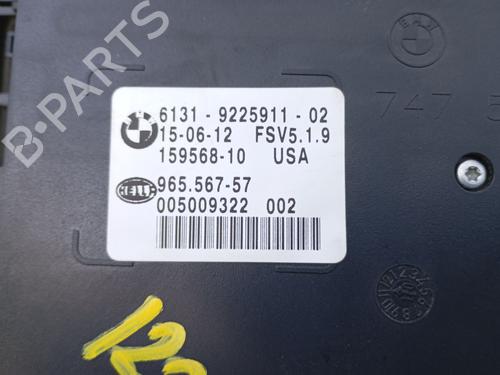 B-PARTS
BMW
747
6131 - 9225911 - 02
15-06-12 FSV5.1.9
159568-10 USA
HELLA 965.567-57
005009322 002